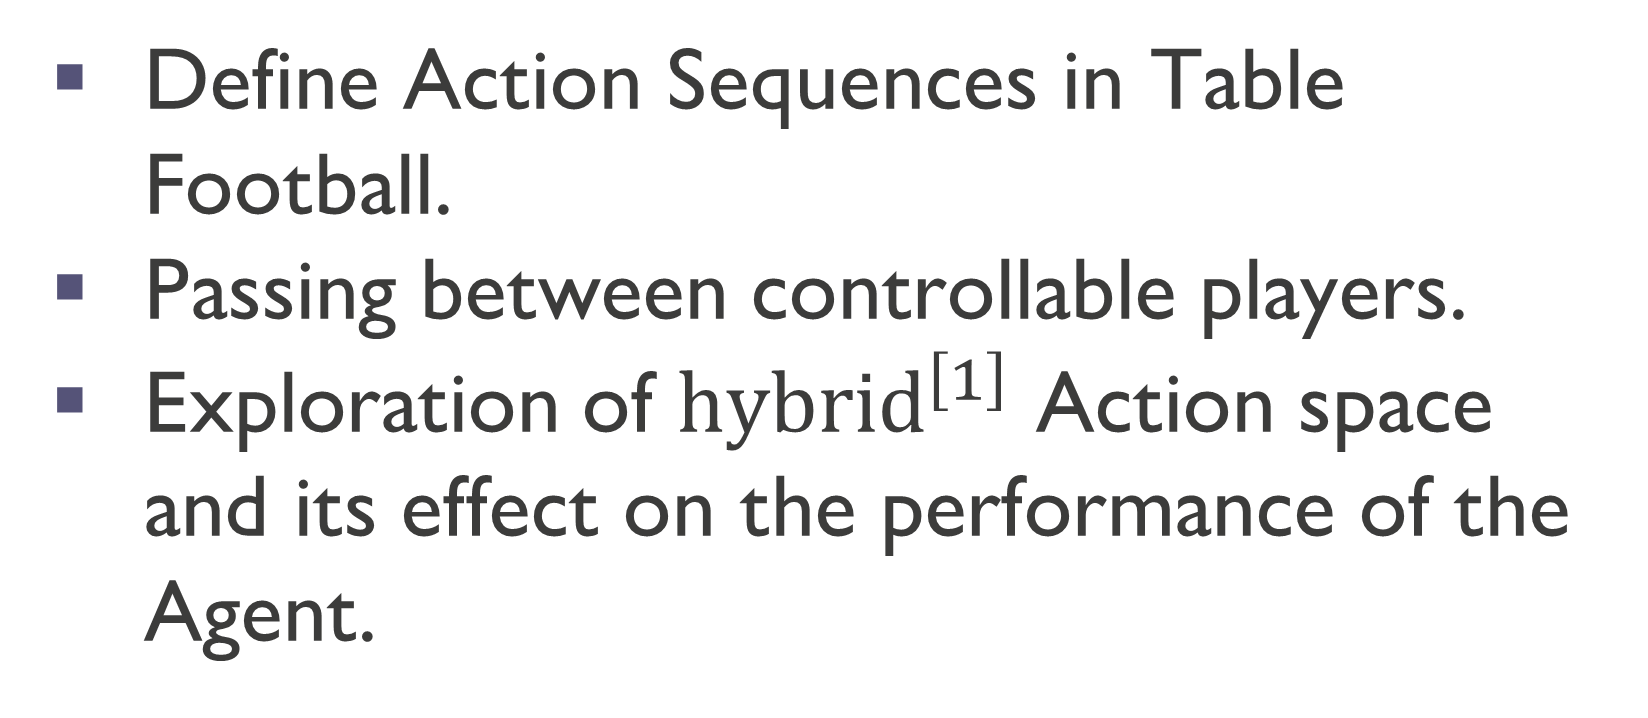 ▪ Define Action Sequences in Table
Football.
▪ Passing between controllable players.
▪ Exploration of hybrid[1] Action space
and its effect on the performance of the
Agent.